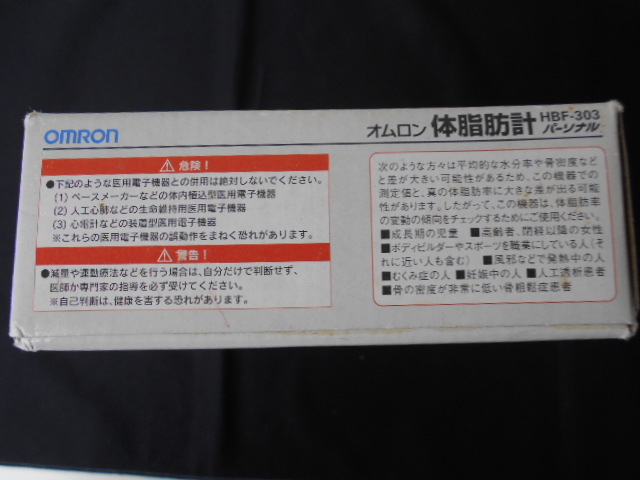 OMRON
オムロン 体脂肪計 HBF-303
パーソナル
危険!
●下記のような医用電子機器との併用は絶対しないでください。
(1) ペースメーカーなどの体内植込型医用電子機器
(2) 人工心肺などの生命維持用医用電子機器
(3) 心電計などの装着型医用電子機器
※これらの医用電子機器の誤動作をまねく恐れがあります。
警告!
●減量や運動療法などを行う場合は、自分だけで判断せず、
医師か専門家の指導を必ず受けてください。
※自己判断は、健康を害する恐れがあります。
次のような方々は平均的な水分率や骨密度など
と差が大きい可能性があるため、この機器での
測定値と、真の体脂肪率に大きな差が出る可能
性があります。したがって、この機器は、体脂肪率
の変動の傾向をチェックするためにご使用ください。
■成長期の児童 ■高齢者、閉経以降の女性
■ボディビルダーやスポーツを職業にしている人(そ
れに近い人も含む) ■風邪などで発熱中の人
■むくみ症の人 ■妊娠中の人 ■人工透析患者
■骨の密度が非常に低い骨粗鬆症患者